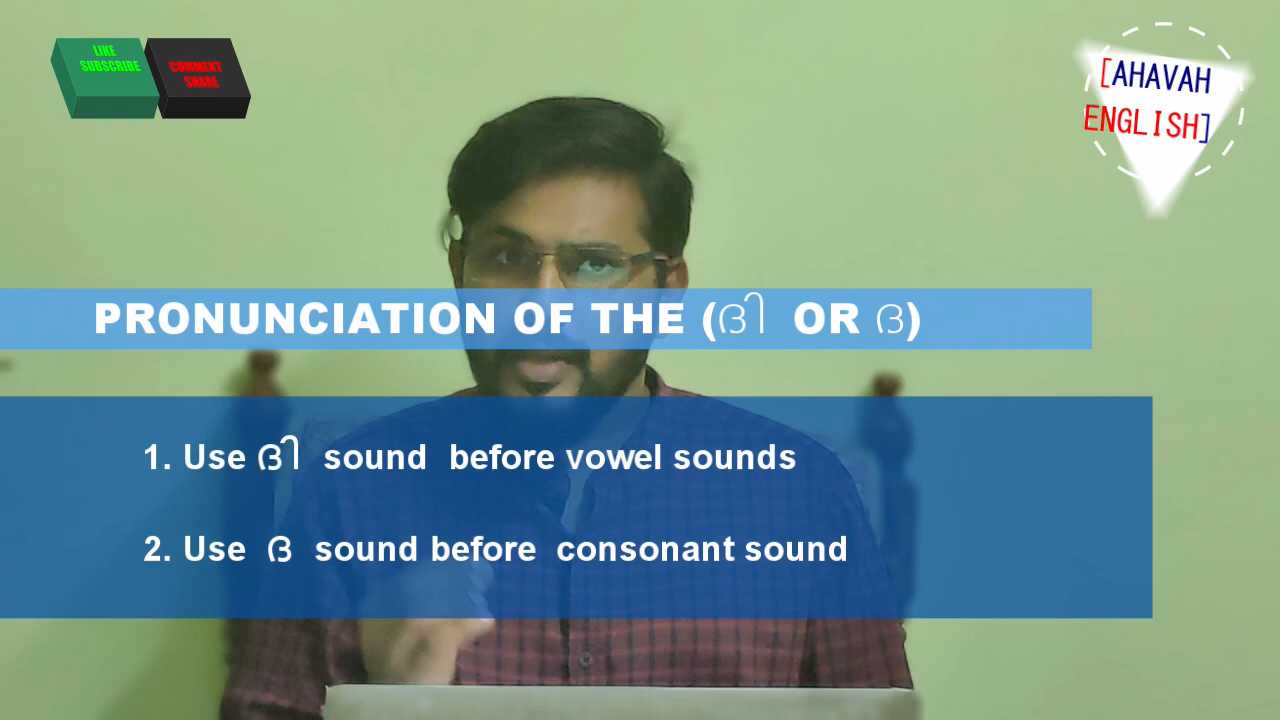 LIKE
SUBSCRIBE
COMMENT
SHARE
[AHAVAH
ENGLISH]
PRONUNCIATION OF THE (ദി OR ദ)
1. Use ദി sound before vowel sounds
2. Use ദ sound before consonant sound